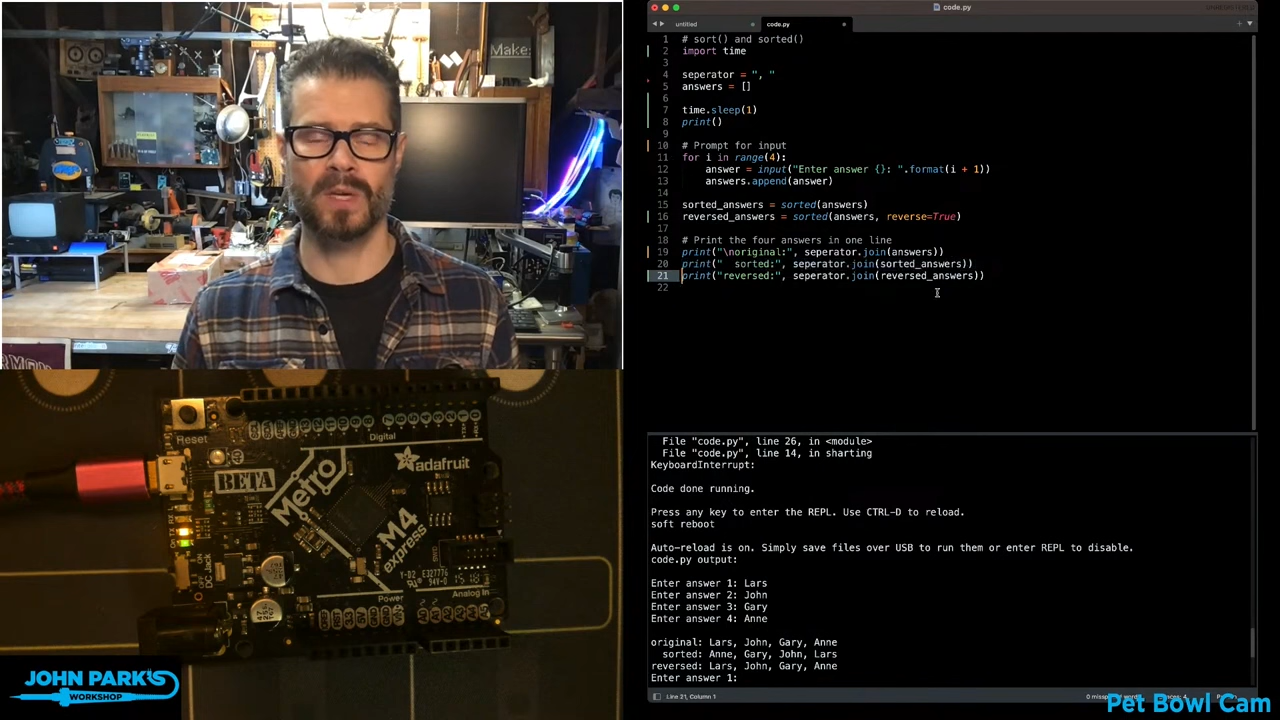 Make:
code.py
untitled
code.py
1 # sort() and sorted()
2 import time
3
4 seperator = ", "
5 answers = []
6
7 time.sleep(1)
8 print()
9
10 # Prompt for input
11 for i in range(4):
12 answer = input("Enter answer {}: ".format(i + 1))
13 answers.append(answer)
14
15 sorted_answers = sorted(answers)
16 reversed_answers = sorted(answers, reverse=True)
17
18 # Print the four answers in one line
19 print("\noriginal:", seperator.join(answers))
20 print("  sorted:", seperator.join(sorted_answers))
21 print("reversed:", seperator.join(reversed_answers))
22
File "code.py", line 26, in <module>
File "code.py", line 14, in sharting
KeyboardInterrupt:
Code done running.
Press any key to enter the REPL. Use CTRL-D to reload.
soft reboot
Auto-reload is on. Simply save files over USB to run them or enter REPL to disable.
code.py output:
Enter answer 1: Lars
Enter answer 2: John
Enter answer 3: Gary
Enter answer 4: Anne
original: Lars, John, Gary, Anne
sorted: Anne, Gary, John, Lars
reversed: Lars, John, Gary, Anne
Enter answer 1:
Line 21, Column 1
Pet Bowl Cam
Reset
Digital
adafruit
BETA
Metro
M4
express
DC Jack
Power
Analog In
JOHN PARK'S
WORKSHOP